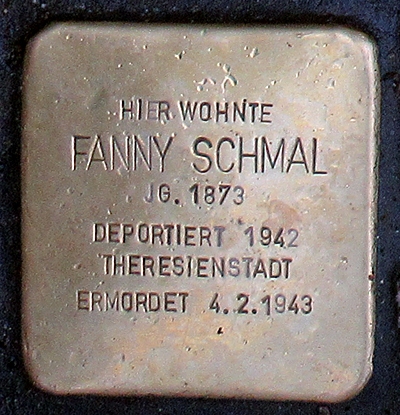 HIER WOHNTE
FANNY SCHMAL
JG. 1873
DEPORTIERT 1942
THERESIENSTADT
ERMORDET 4.2.1943